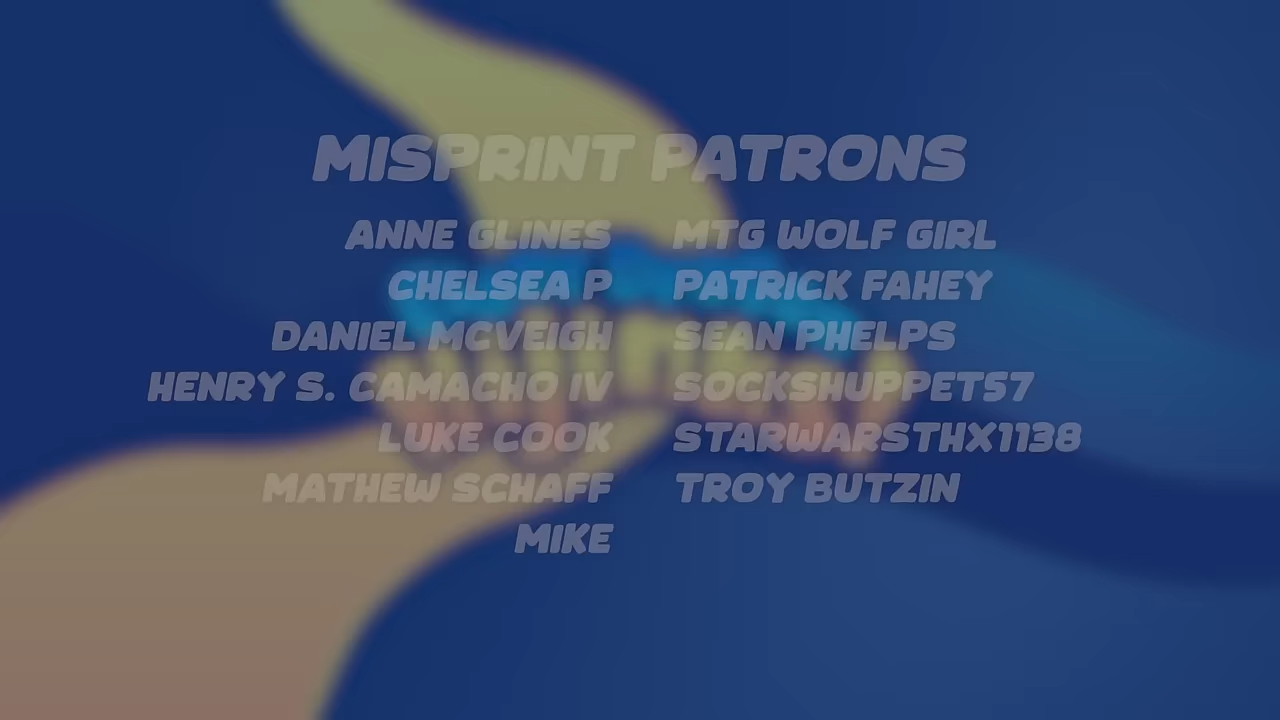 MISPRINT PATRONS
ANNE GLINES
CHELSEA P
DANIEL MCVEIGH
HENRY S. CAMACHO IV
LUKE COOK
MATHEW SCHAFF
MIKE
MTG WOLF GIRL
PATRICK FAHEY
SEAN PHELPS
SOCKSHUPPET57
STARWARSTHX1138
TROY BUTZIN